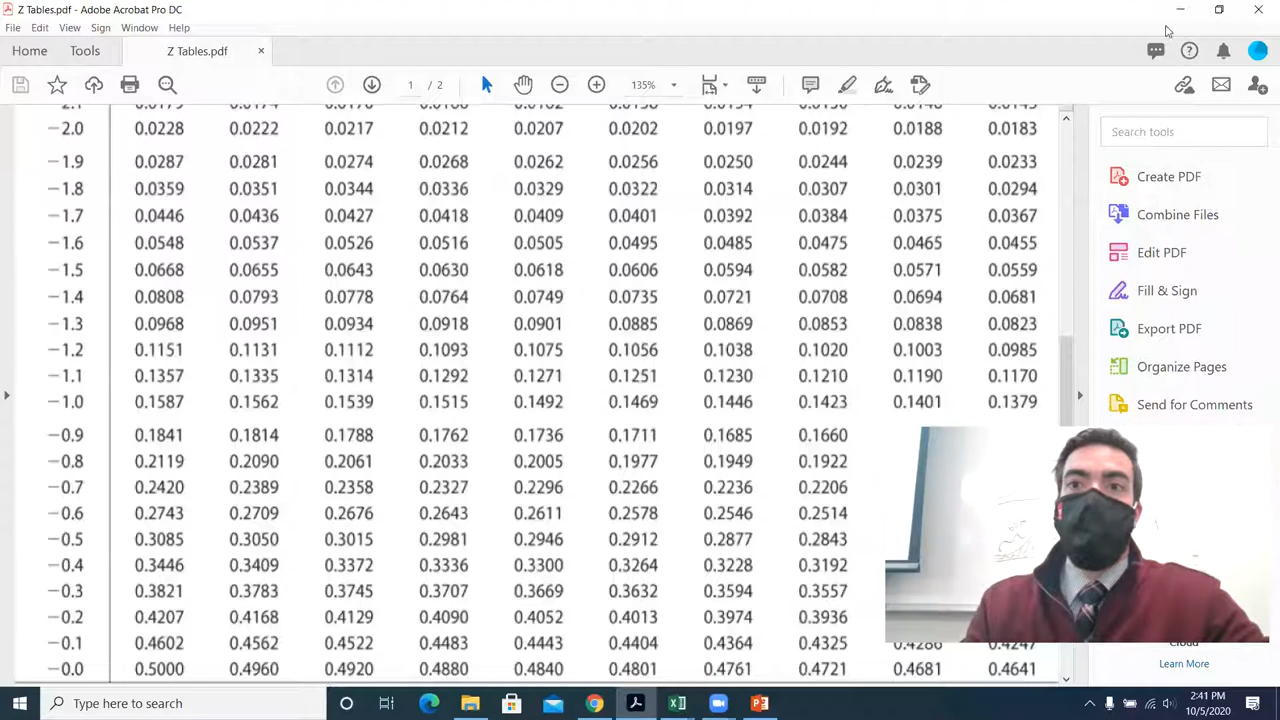 Z Tables.pdf - Adobe Acrobat Pro DC
File Edit View Sign Window Help
Home Tools Z Tables.pdf ×
1 / 2 135%
−2.0 0.0228 0.0222 0.0217 0.0212 0.0207 0.0202 0.0197 0.0192 0.0188 0.0183
−1.9 0.0287 0.0281 0.0274 0.0268 0.0262 0.0256 0.0250 0.0244 0.0239 0.0233
−1.8 0.0359 0.0351 0.0344 0.0336 0.0329 0.0322 0.0314 0.0307 0.0301 0.0294
−1.7 0.0446 0.0436 0.0427 0.0418 0.0409 0.0401 0.0392 0.0384 0.0375 0.0367
−1.6 0.0548 0.0537 0.0526 0.0516 0.0505 0.0495 0.0485 0.0475 0.0465 0.0455
−1.5 0.0668 0.0655 0.0643 0.0630 0.0618 0.0606 0.0594 0.0582 0.0571 0.0559
−1.4 0.0808 0.0793 0.0778 0.0764 0.0749 0.0735 0.0721 0.0708 0.0694 0.0681
−1.3 0.0968 0.0951 0.0934 0.0918 0.0901 0.0885 0.0869 0.0853 0.0838 0.0823
−1.2 0.1151 0.1131 0.1112 0.1093 0.1075 0.1056 0.1038 0.1020 0.1003 0.0985
−1.1 0.1357 0.1335 0.1314 0.1292 0.1271 0.1251 0.1230 0.1210 0.1190 0.1170
−1.0 0.1587 0.1562 0.1539 0.1515 0.1492 0.1469 0.1446 0.1423 0.1401 0.1379
−0.9 0.1841 0.1814 0.1788 0.1762 0.1736 0.1711 0.1685 0.1660
−0.8 0.2119 0.2090 0.2061 0.2033 0.2005 0.1977 0.1949 0.1922
−0.7 0.2420 0.2389 0.2358 0.2327 0.2296 0.2266 0.2236 0.2206
−0.6 0.2743 0.2709 0.2676 0.2643 0.2611 0.2578 0.2546 0.2514
−0.5 0.3085 0.3050 0.3015 0.2981 0.2946 0.2912 0.2877 0.2843
−0.4 0.3446 0.3409 0.3372 0.3336 0.3300 0.3264 0.3228 0.3192
−0.3 0.3821 0.3783 0.3745 0.3707 0.3669 0.3632 0.3594 0.3557
−0.2 0.4207 0.4168 0.4129 0.4090 0.4052 0.4013 0.3974 0.3936
−0.1 0.4602 0.4562 0.4522 0.4483 0.4443 0.4404 0.4364 0.4325 0.4286 0.4247
−0.0 0.5000 0.4960 0.4920 0.4880 0.4840 0.4801 0.4761 0.4721 0.4681 0.4641
Search tools
Create PDF
Combine Files
Edit PDF
Fill & Sign
Export PDF
Organize Pages
Send for Comments
Cloud
Learn More
Type here to search
2:41 PM
10/5/2020